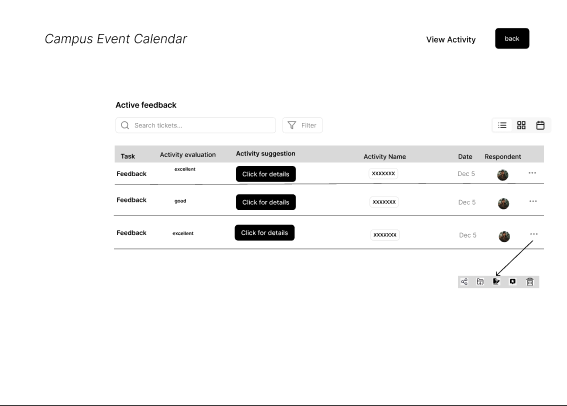 Campus Event Calendar
View Activity
back
Active feedback
Search tickets...
Filter
Task Activity evaluation Activity suggestion Activity Name Date Respondent
Feedback excellent Click for details xxxxxxx Dec 5 ...
Feedback good Click for details xxxxxxx Dec 5 ...
Feedback excellent Click for details xxxxxxx Dec 5 ...